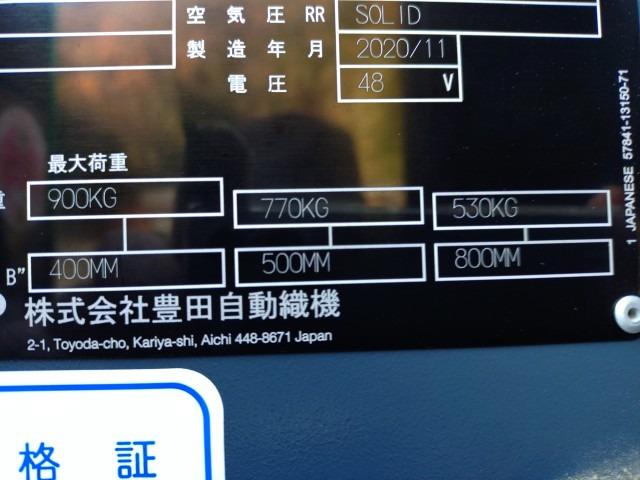 空気圧 RR SOLID
製造年月 2020/11
電圧 48 V
最大荷重
重 900KG 770KG 530KG
B" 400MM 500MM 800MM
株式会社豊田自動織機
2-1, Toyoda-cho, Kariya-shi, Aichi 448-8671 Japan
1 JAPANESE 57841-13150-71
格 証